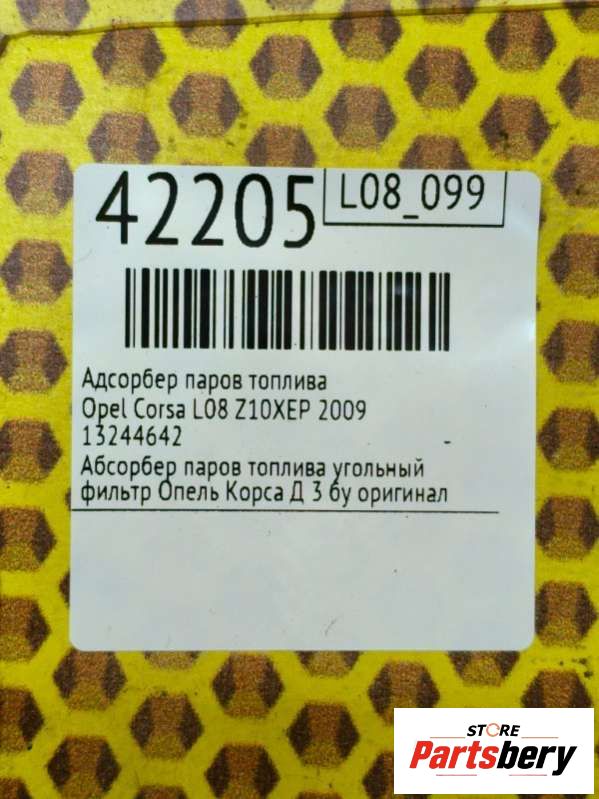 42205 L08_099
Адсорбер паров топлива
Opel Corsa L08 Z10XEP 2009
13244642 -
Абсорбер паров топлива угольный
фильтр Опель Корса Д 3 бу оригинал
STORE
Partsbery